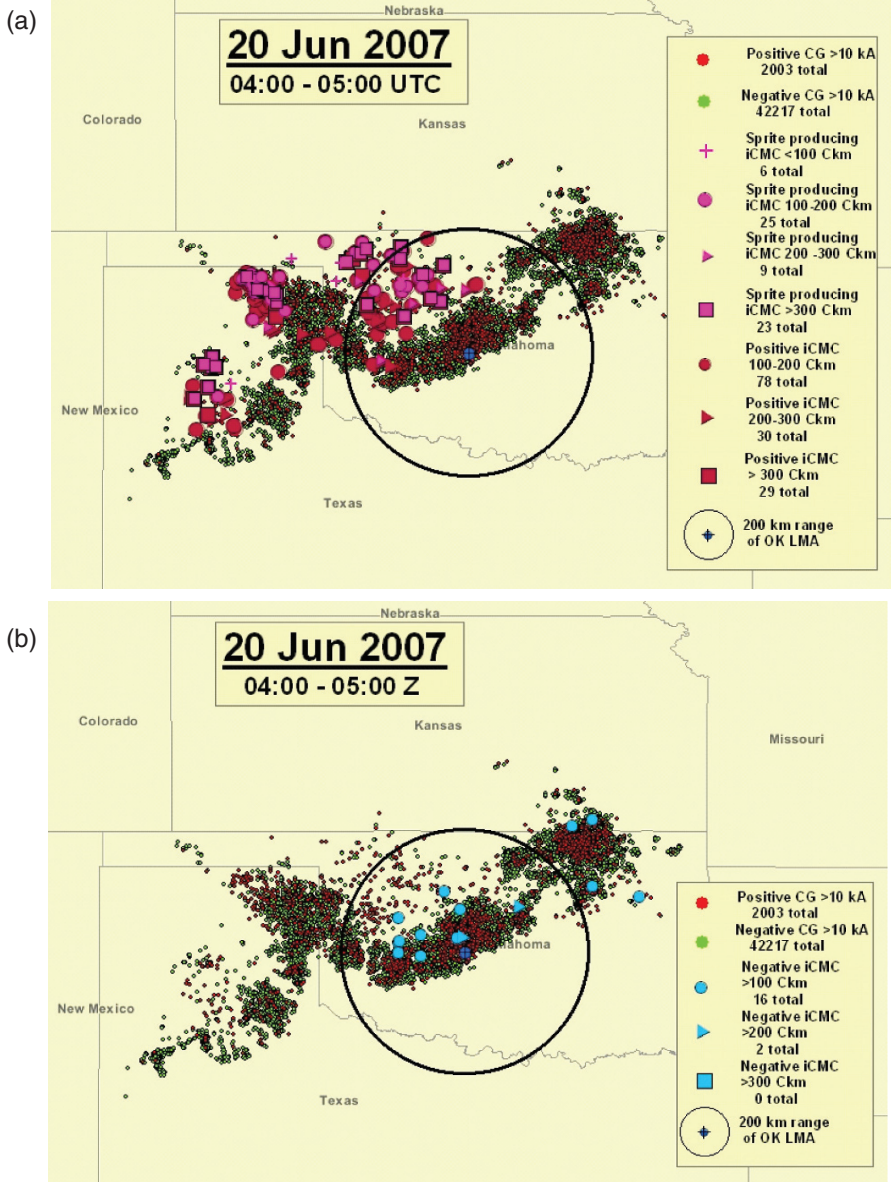 (a)
Nebraska
20 Jun 2007
04:00 - 05:00 UTC
Colorado
Kansas
New Mexico
Texas
ahoma
Positive CG >10 kA
2003 total
Negative CG >10 kA
42217 total
Sprite producing
iCMC <100 Ckm
6 total
Sprite producing
iCMC 100-200 Ckm
25 total
Sprite producing
iCMC 200 -300 Ckm
9 total
Sprite producing
iCMC >300 Ckm
23 total
Positive iCMC
100-200 Ckm
78 total
Positive iCMC
200-300 Ckm
30 total
Positive iCMC
> 300 Ckm
29 total
200 km range
of OK LMA
(b)
Nebraska
20 Jun 2007
04:00 - 05:00 Z
Colorado
Kansas
Missouri
New Mexico
Texas
ahoma
Positive CG >10 kA
2003 total
Negative CG >10 kA
42217 total
Negative iCMC
>100 Ckm
16 total
Negative iCMC
>200 Ckm
2 total
Negative iCMC
>300 Ckm
0 total
200 km range
of OK LMA